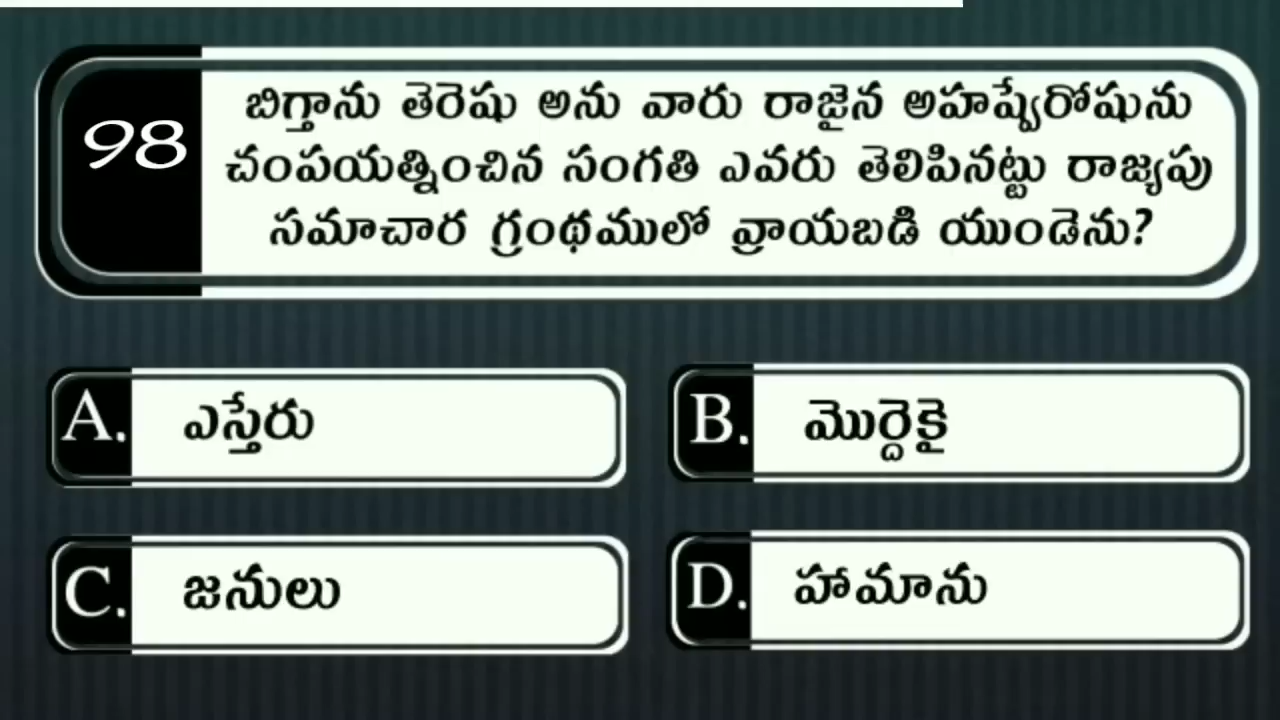 98
బిగ్తాను తెరెషు అను వారు రాజైన అహష్వేరోషును
చంపయత్నించిన సంగతి ఎవరు తెలిపినట్టు రాజ్యపు
సమాచార గ్రంథములో వ్రాయబడి యుండెను?
A. ఎస్తేరు
B. మొర్దెకై
C. జనులు
D. హామాను